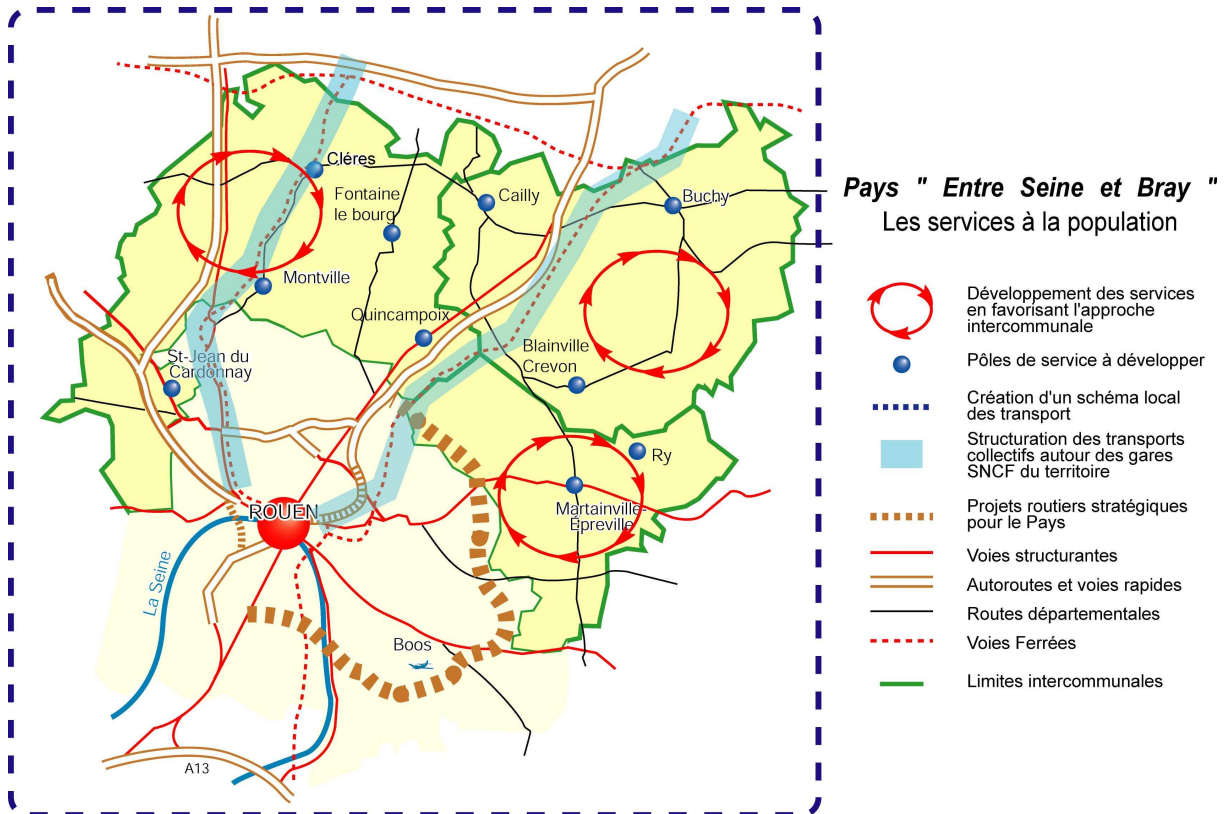 Cléres
Fontaine
le bourg
Cailly
Buchy
Montville
Quincampoix
St-Jean du
Cardonnay
Blainville
Crevon
Ry
Martainville-
Épreville
ROUEN
La Seine
Boos
A13
Pays " Entre Seine et Bray "
Les services à la population
Développement des services
en favorisant l'approche
intercommunale
Pôles de service à développer
Création d'un schéma local
des transport
Structuration des transports
collectifs autour des gares
SNCF du territoire
Projets routiers stratégiques
pour le Pays
Voies structurantes
Autoroutes et voies rapides
Routes départementales
Voies Ferrées
Limites intercommunales